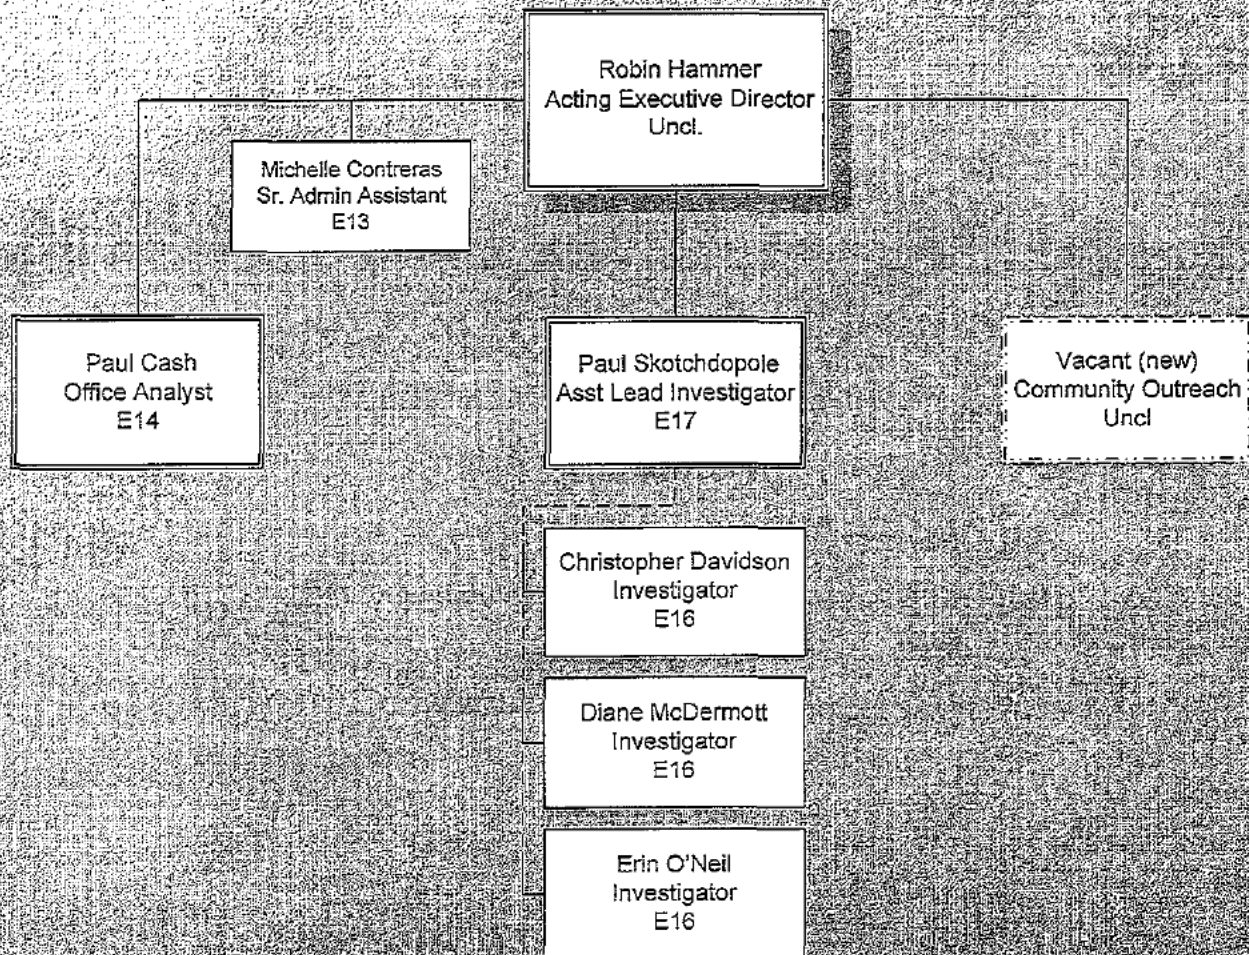 Robin Hammer
Acting Executive Director
Uncl.
Michelle Contreras
Sr. Admin Assistant
E13
Paul Cash
Office Analyst
E14
Paul Skotchdopole
Asst Lead Investigator
E17
Vacant (new)
Community Outreach
Uncl
Christopher Davidson
Investigator
E16
Diane McDermott
Investigator
E16
Erin O'Neil
Investigator
E16